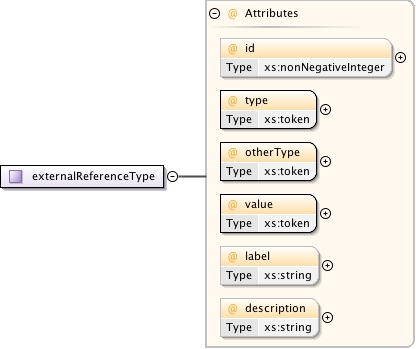 @ Attributes
@ id
Type xs:nonNegativeInteger
@ type
Type xs:token
@ otherType
Type xs:token
externalReferenceType
@ value
Type xs:token
@ label
Type xs:string
@ description
Type xs:string